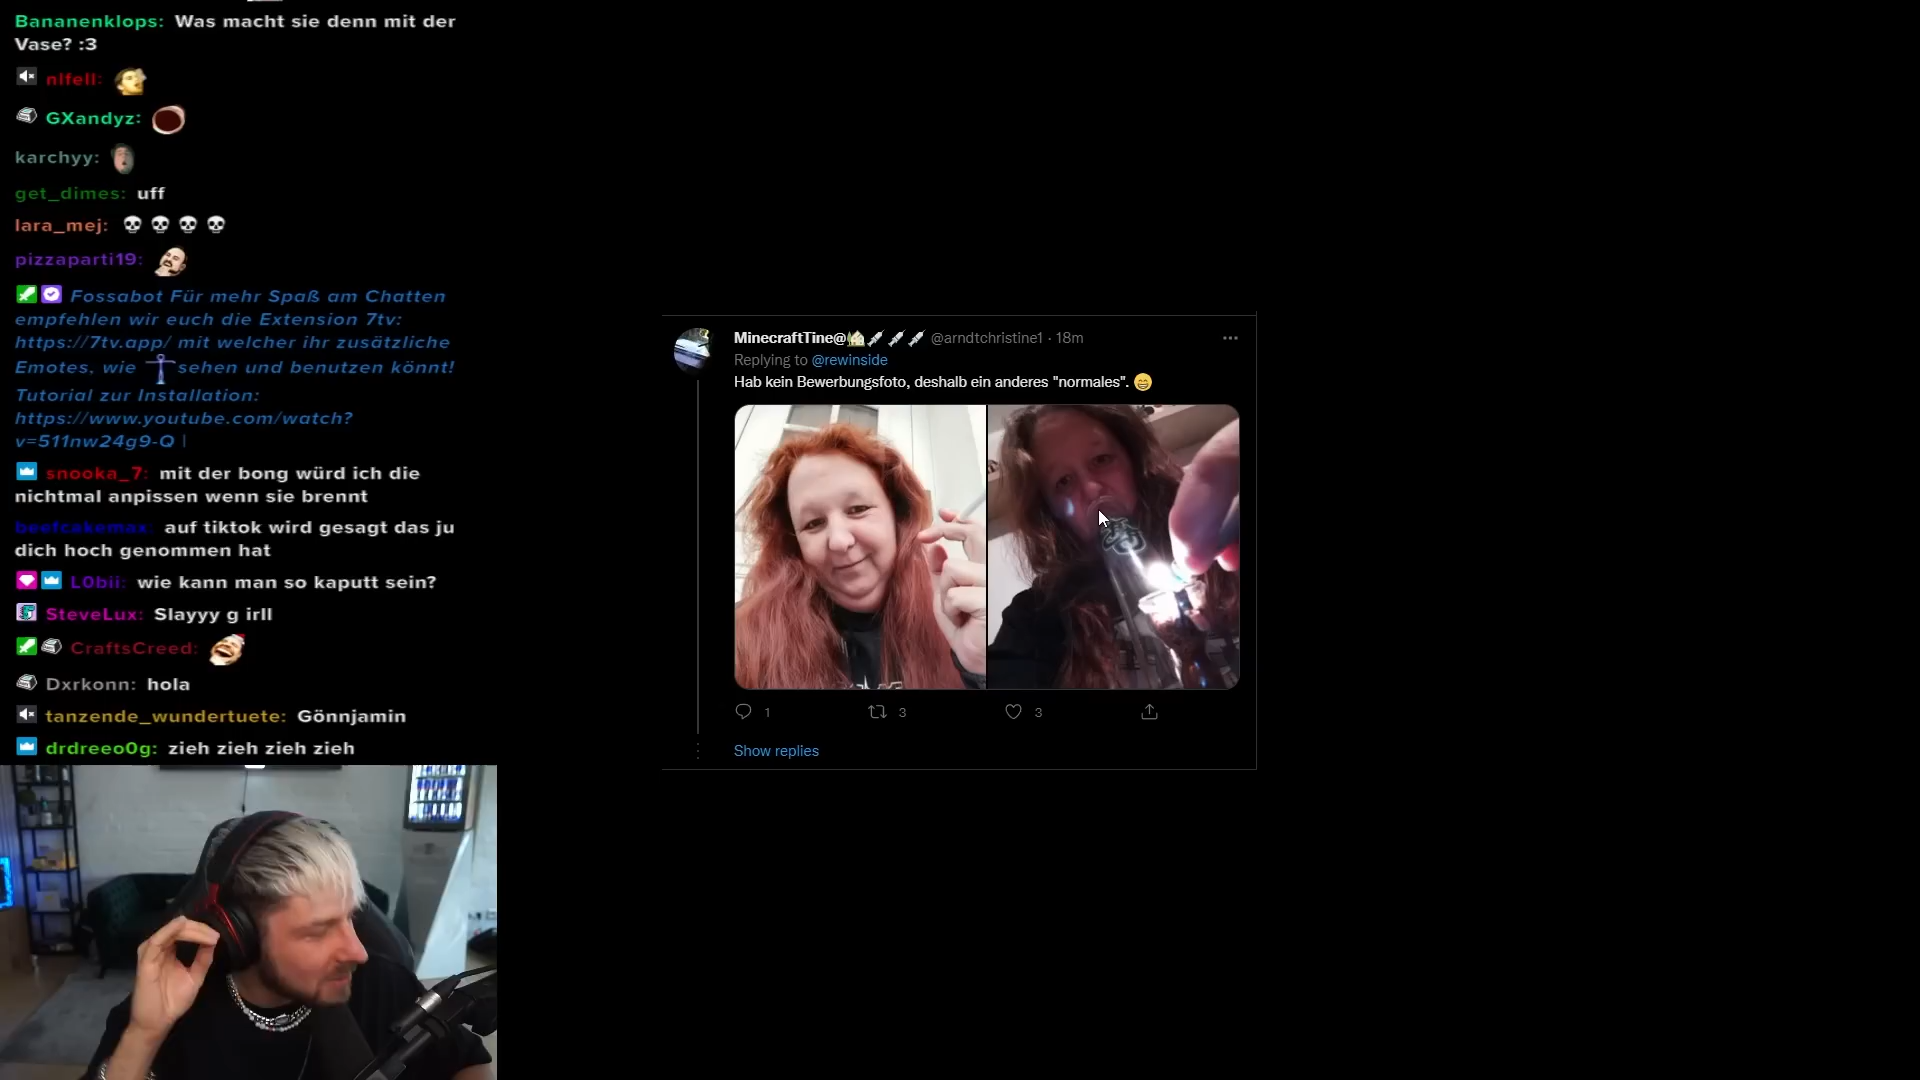 Bananenklops: Was macht sie denn mit der
Vase? :3
nlfell:
GXandyz:
karchyy:
get_dimes: uff
lara_mej: 💀 💀 💀 💀
pizzaparti19:
Fossabot Für mehr Spaß am Chatten
empfehlen wir euch die Extension 7tv:
https://7tv.app/ mit welcher ihr zusätzliche
Emotes, wie sehen und benutzen könnt!
Tutorial zur Installation:
https://www.youtube.com/watch?
v=511nw24g9-Q |
snooka_7: mit der bong würd ich die
nichtmal anpissen wenn sie brennt
beefcakemax: auf tiktok wird gesagt das ju
dich hoch genommen hat
L0bii: wie kann man so kaputt sein?
SteveLux: Slayyy g irll
CraftsCreed:
Dxrkonn: hola
tanzende_wundertuete: Gönnjamin
drdreeo0g: zieh zieh zieh zieh
MinecraftTine@🏠💉💉💉 @arndtchristine1 · 18m
Replying to @rewinside
Hab kein Bewerbungsfoto, deshalb ein anderes "normales". 😁
1 3 3
Show replies